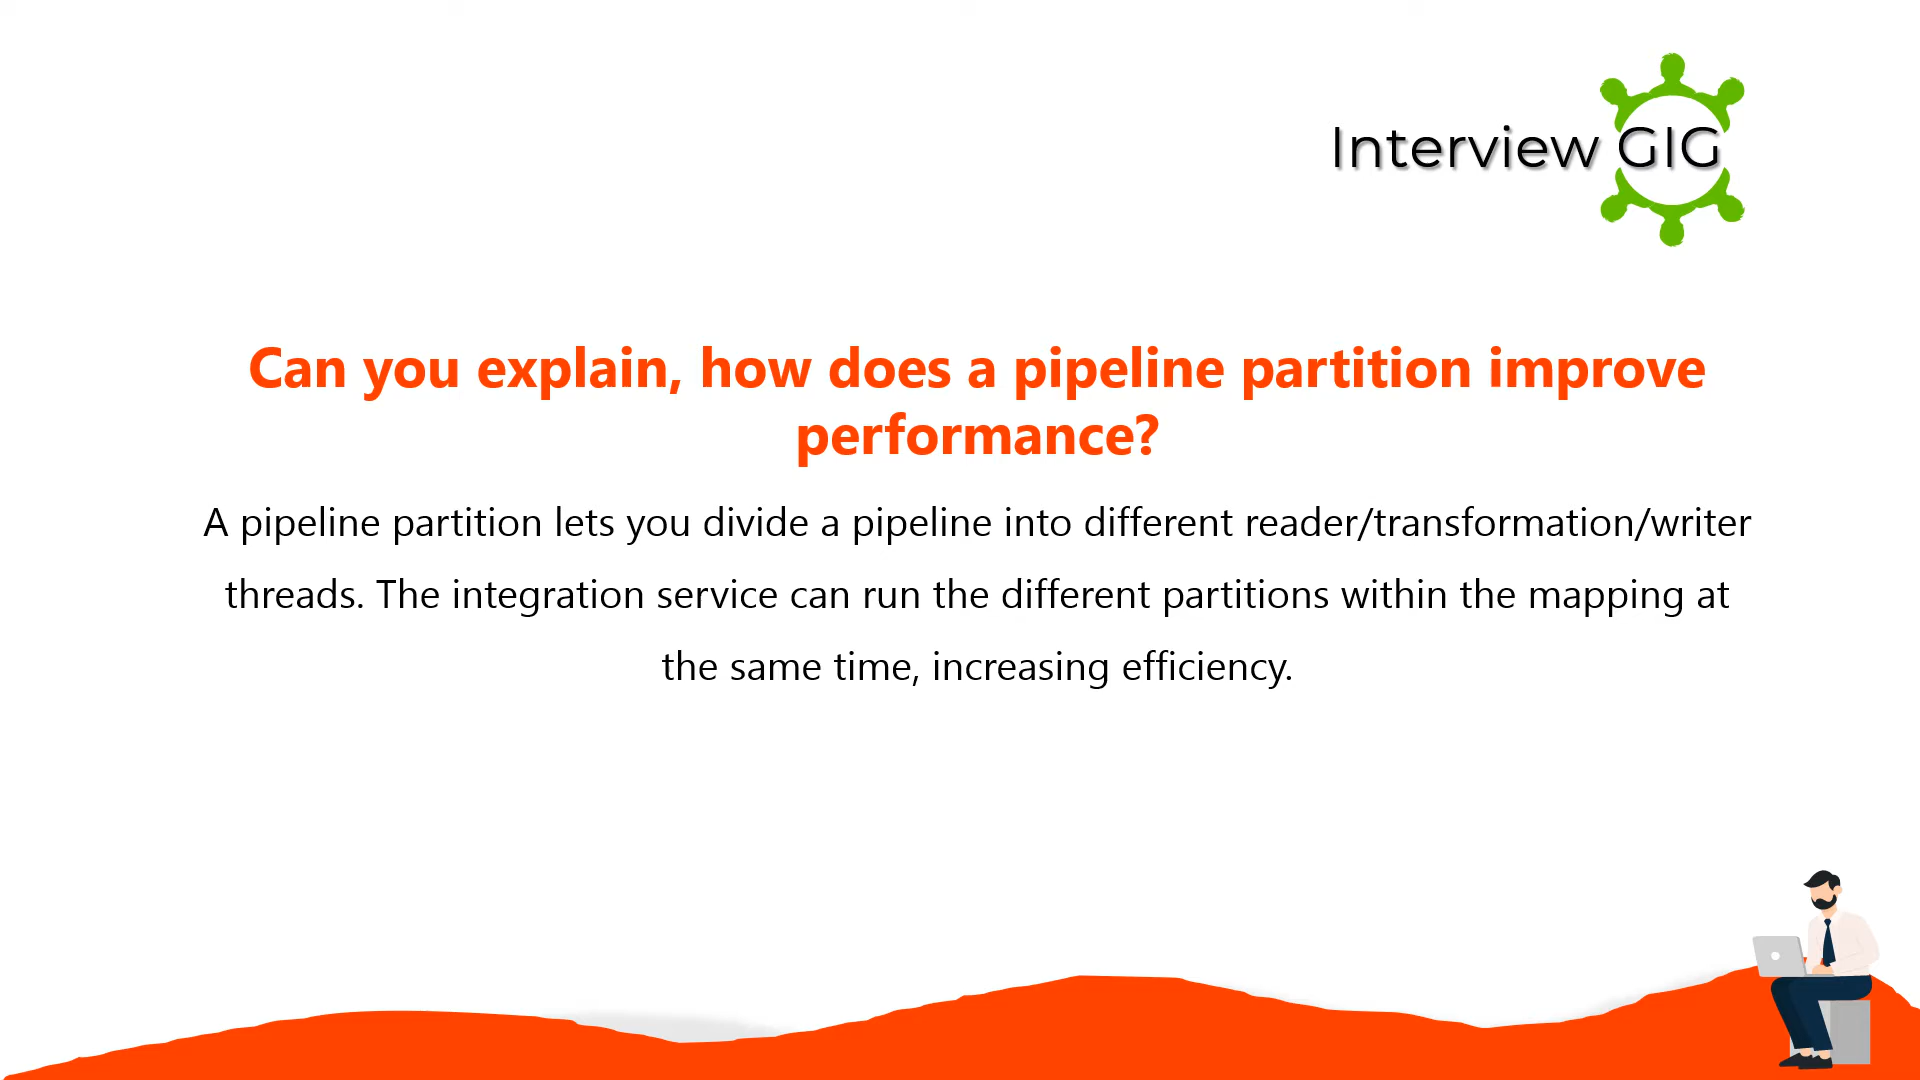 Interview GIG
Can you explain, how does a pipeline partition improve
performance?
A pipeline partition lets you divide a pipeline into different reader/transformation/writer
threads. The integration service can run the different partitions within the mapping at
the same time, increasing efficiency.